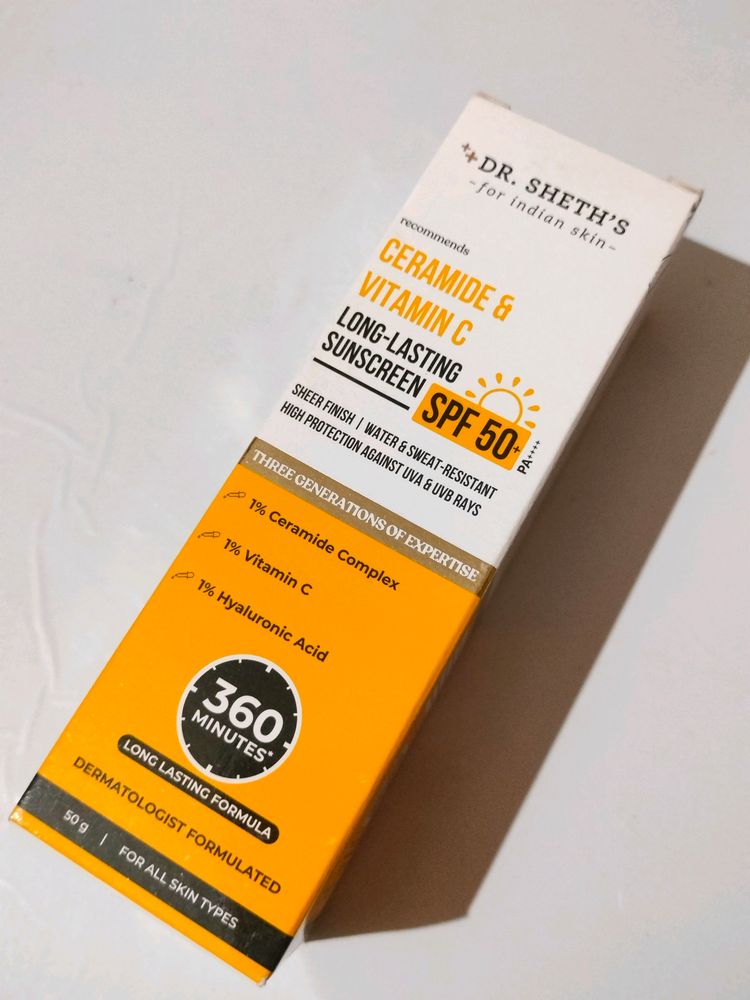 DR. SHETH'S
-for indian skin-
recommends
CERAMIDE &
VITAMIN C
LONG-LASTING
SUNSCREEN
SPF 50+
PA++++
SHEER FINISH | WATER & SWEAT-RESISTANT
HIGH PROTECTION AGAINST UVA & UVB RAYS
THREE GENERATIONS OF EXPERTISE
1% Ceramide Complex
1% Vitamin C
1% Hyaluronic Acid
360
MINUTES*
LONG LASTING FORMULA
DERMATOLOGIST FORMULATED
50 g | FOR ALL SKIN TYPES